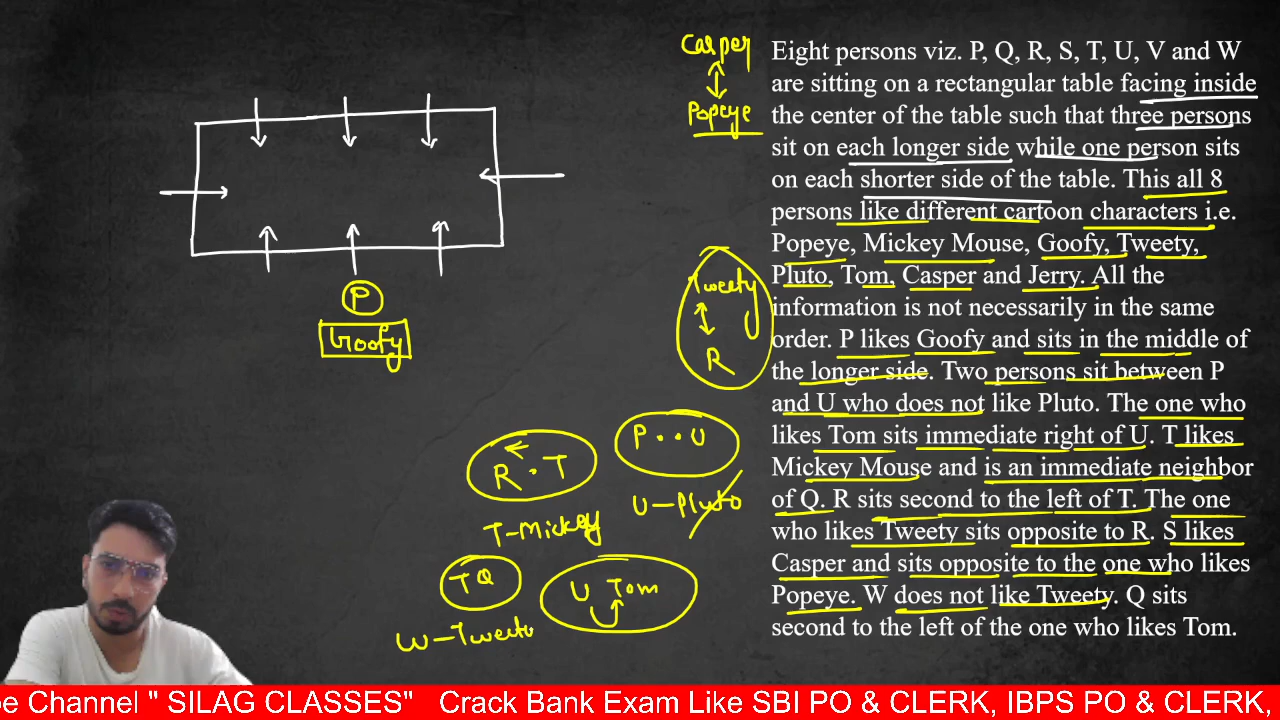 Casper
Popeye
Eight persons viz. P, Q, R, S, T, U, V and W
are sitting on a rectangular table facing inside
the center of the table such that three persons
sit on each longer side while one person sits
on each shorter side of the table. This all 8
persons like different cartoon characters i.e.
Popeye, Mickey Mouse, Goofy, Tweety,
Pluto, Tom, Casper and Jerry. All the
information is not necessarily in the same
order. P likes Goofy and sits in the middle of
the longer side. Two persons sit between P
and U who does not like Pluto. The one who
likes Tom sits immediate right of U. T likes
Mickey Mouse and is an immediate neighbor
of Q. R sits second to the left of T. The one
who likes Tweety sits opposite to R. S likes
Casper and sits opposite to the one who likes
Popeye. W does not like Tweety. Q sits
second to the left of the one who likes Tom.
P
Goofy
Tweety
R
P . . U
U - Pluto
R . T
T - Mickey
T Q
U Tom
W -
Channel " SILAG CLASSES" Crack Bank Exam Like SBI PO & CLERK, IBPS PO & CLERK,